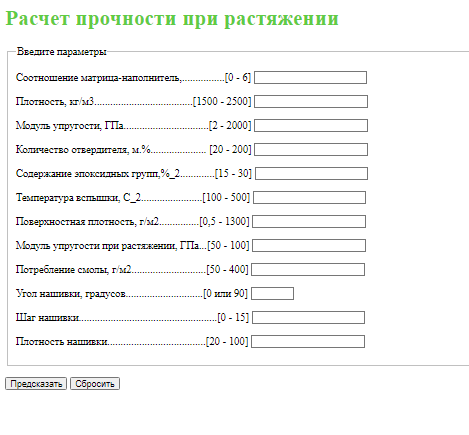 Расчет прочности при растяжении
Введите параметры
Соотношение матрица-наполнитель,................[0 - 6]
Плотность, кг/м3.....................................[1500 - 2500]
Модуль упругости, ГПа................................[2 - 2000]
Количество отвердителя, м.%..................... [20 - 200]
Содержание эпоксидных групп,%_2.............[15 - 30]
Температура вспышки, С_2.......................[100 - 500]
Поверхностная плотность, г/м2...............[0,5 - 1300]
Модуль упругости при растяжении, ГПа...[50 - 100]
Потребление смолы, г/м2............................[50 - 400]
Угол нашивки, градусов.............................[0 или 90]
Шаг нашивки....................................................[0 - 15]
Плотность нашивки.....................................[20 - 100]
Предсказать Сбросить